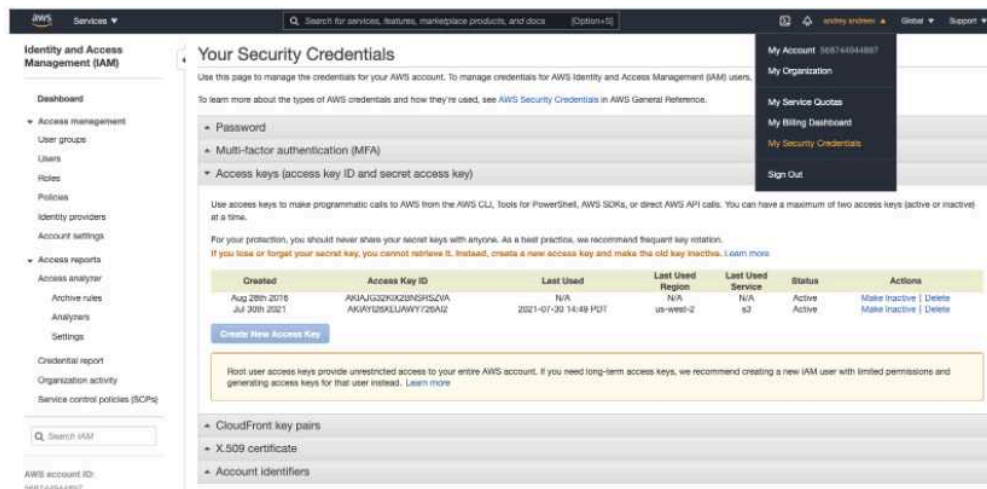 aws Services ▼ Search for services, features, marketplace products, and docs [Option+S] andrey andreev Global ▼ Support ▼
Identity and Access Management (IAM)
Dashboard
Access management
User groups
Users
Roles
Policies
Identity providers
Account settings
Access reports
Access analyzer
Archive rules
Analyzers
Settings
Credential report
Organization activity
Service control policies (SCPs)
Search IAM
AWS account ID:
My Account
My Organization
My Service Quotas
My Billing Dashboard
My Security Credentials
Sign Out
Your Security Credentials
Use this page to manage the credentials for your AWS account. To manage credentials for AWS Identity and Access Management (IAM) users,
To learn more about the types of AWS credentials and how they're used, see AWS Security Credentials in AWS General Reference.
Password
Multi-factor authentication (MFA)
Access keys (access key ID and secret access key)
Use access keys to make programmatic calls to AWS from the AWS CLI, Tools for PowerShell, AWS SDKs, or direct AWS API calls. You can have a maximum of two access keys (active or inactive)
at a time.
For your protection, you should never share your secret keys with anyone. As a best practice, we recommend frequent key rotation.
If you lose or forget your secret key, you cannot retrieve it. Instead, create a new access key and make the old key inactive. Learn more
Created Access Key ID Last Used Last Used Region Last Used Service Status Actions
Aug 28th 2016 N/A N/A N/A Active Make Inactive | Delete
Jul 30th 2021 2021-07-30 14:49 PDT us-west-2 s3 Active Make Inactive | Delete
Create New Access Key
Root user access keys provide unrestricted access to your entire AWS account. If you need long-term access keys, we recommend creating a new IAM user with limited permissions and
generating access keys for that user instead. Learn more
CloudFront key pairs
X.509 certificate
Account identifiers